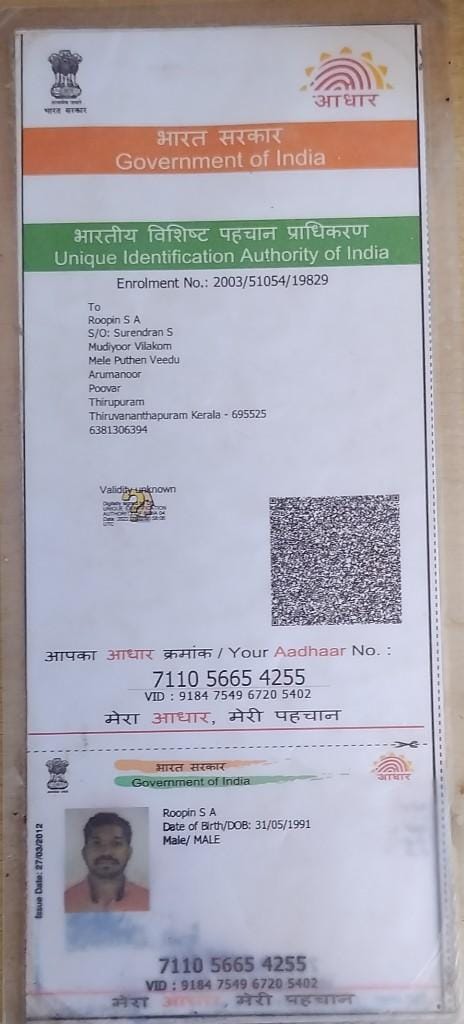 भारत सरकार
आधार
भारत सरकार
Government of India
भारतीय विशिष्ट पहचान प्राधिकरण
Unique Identification Authority of India
Enrolment No.: 2003/51054/19829
To
Roopin S A
S/O: Surendran S
Mudiyoor Vilakom
Mele Puthen Veedu
Arumanoor
Poovar
Thirupuram
Thiruvananthapuram Kerala - 695525
6381306394
Validity unknown
आपका आधार क्रमांक / Your Aadhaar No. :
7110 5665 4255
VID : 9184 7549 6720 5402
मेरा आधार, मेरी पहचान
भारत सरकार
Government of India
आधार
Issue Date: 27/03/2012
Roopin S A
Date of Birth/DOB: 31/05/1991
Male/ MALE
7110 5665 4255
VID : 9184 7549 6720 5402
मेरा आधार, मेरी पहचान